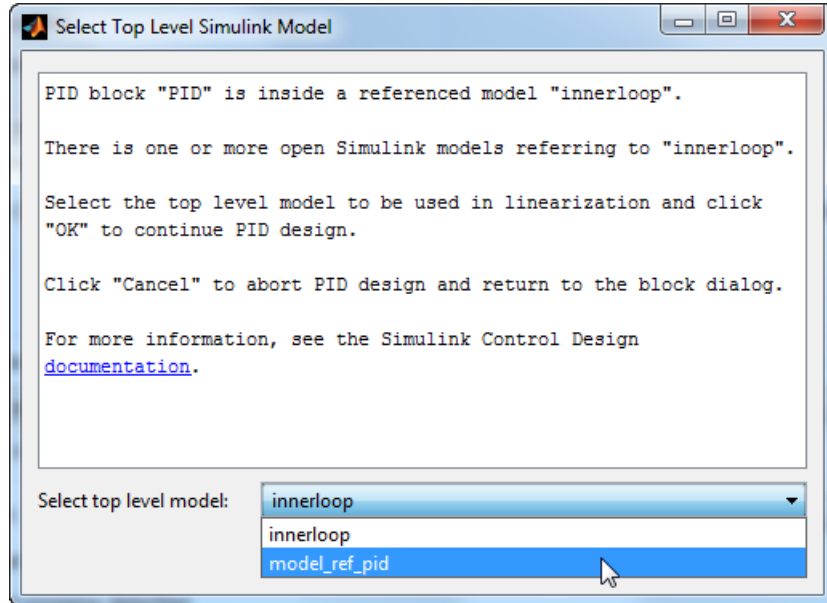 Select Top Level Simulink Model
PID block "PID" is inside a referenced model "innerloop".
There is one or more open Simulink models referring to "innerloop".
Select the top level model to be used in linearization and click
"OK" to continue PID design.
Click "Cancel" to abort PID design and return to the block dialog.
For more information, see the Simulink Control Design
documentation.
Select top level model: innerloop
innerloop
model_ref_pid